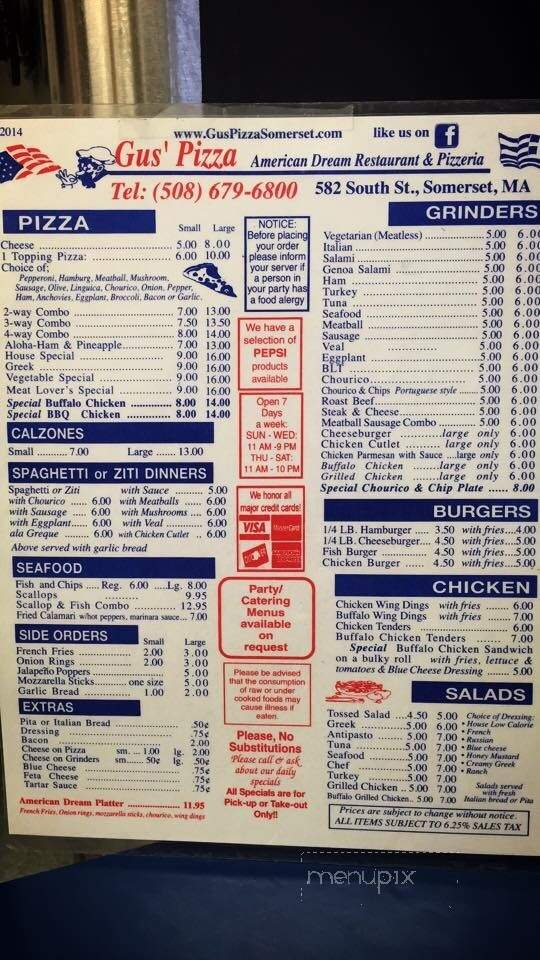 2014
www.GusPizzaSomerset.com like us on f
Gus' Pizza American Dream Restaurant & Pizzeria
Tel: (508) 679-6800 582 South St., Somerset, MA
PIZZA
Small Large
Cheese 5.00 8.00
1 Topping Pizza: 6.00 10.00
Choice of;
Pepperoni, Hamburg, Meatball, Mushroom,
Sausage, Olive, Linguica, Chourico, Onion, Pepper,
Ham, Anchovies, Eggplant, Broccoli, Bacon or Garlic.
2-way Combo 7.00 13.00
3-way Combo 7.50 13.50
4-way Combo 8.00 14.00
Aloha-Ham & Pineapple 7.00 13.00
House Special 9.00 16.00
Greek 9.00 16.00
Vegetable Special 9.00 16.00
Meat Lover's Special 9.00 16.00
Special Buffalo Chicken 8.00 14.00
Special BBQ Chicken 8.00 14.00
CALZONES
Small 7.00 Large 13.00
SPAGHETTI or ZITI DINNERS
Spaghetti or Ziti with Sauce 5.00
with Chourico 6.00 with Meatballs 6.00
with Sausage 6.00 with Mushrooms 6.00
with Eggplant 6.00 with Veal 6.00
ala Greque 6.00 with Chicken Cutlet 6.00
Above served with garlic bread
SEAFOOD
Fish and Chips Reg. 6.00 Lg. 8.00
Scallops 9.95
Scallop & Fish Combo 12.95
Fried Calamari w/hot peppers, marinara sauce 7.00
SIDE ORDERS
Small Large
French Fries 2.00 3.00
Onion Rings 2.00 3.00
Jalapeño Poppers 5.00
Mozzarella Sticks one size 5.00
Garlic Bread 1.00 2.00
EXTRAS
Pita or Italian Bread .50¢
Dressing .75¢
Bacon 2.00
Cheese on Pizza sm. 1.00 lg. 2.00
Cheese on Grinders sm. 50¢ lg. .50¢
Blue Cheese .75¢
Feta Cheese .75¢
Tartar Sauce .75¢
American Dream Platter 11.95
French Fries, Onion rings, mozzarella sticks, chourico, wing dings
NOTICE:
Before placing
your order
please inform
your server if
a person in
your party has
a food alergy
We have a
selection of
PEPSI
products
available
Open 7
Days
a week:
SUN - WED:
11 AM-9 PM
THU - SAT:
11 AM - 10 PM
We honor all
major credit cards!
VISA MasterCard
Party/
Catering
Menus
available
on
request
Please be advised
that the consumption
of raw or under
cooked foods may
cause illness if
eaten.
Please, No
Substitutions
Please call & ask
about our daily
specials
All Specials are for
Pick-up or Take-out
Only!!
GRINDERS
Vegetarian (Meatless) 5.00 6.00
Italian 5.00 6.00
Salami 5.00 6.00
Genoa Salami 5.00 6.00
Ham 5.00 6.00
Turkey 5.00 6.00
Tuna 5.00 6.00
Seafood 5.00 6.00
Meatball 5.00 6.00
Sausage 5.00 6.00
Veal 5.00 6.00
Eggplant 5.00 6.00
BLT 5.00 6.00
Chourico 5.00 6.00
Chourico & Chips Portuguese style 5.00 6.00
Roast Beef 5.00 6.00
Steak & Cheese 5.00 6.00
Meatball Sausage Combo 5.00 6.00
Cheeseburger large only 6.00
Chicken Cutlet large only 6.00
Chicken Parmesan with Sauce large only 6.00
Buffalo Chicken large only 6.00
Grilled Chicken large only 6.00
Special Chourico & Chip Plate 8.00
BURGERS
1/4 LB. Hamburger 3.50 with fries 4.00
1/4 LB. Cheeseburger 4.50 with fries 5.00
Fish Burger 4.50 with fries 5.00
Chicken Burger 4.50 with fries 5.00
CHICKEN
Chicken Wing Dings with fries 6.00
Buffalo Wing Dings with fries 7.00
Chicken Tenders 6.00
Buffalo Chicken Tenders 7.00
Special Buffalo Chicken Sandwich
on a bulky roll with fries, lettuce &
tomatoes & Blue Cheese Dressing 5.00
SALADS
Tossed Salad 4.50 5.00
Greek 5.00 6.00
Antipasto 5.00 7.00
Tuna 5.00 7.00
Seafood 5.00 7.00
Chef 5.00 7.00
Turkey 5.00 7.00
Grilled Chicken 5.00 7.00
Buffalo Grilled Chicken 5.00 7.00
Choice of Dressing:
• House Low Calorie
• French
• Russian
• Blue cheese
• Honey Mustard
• Creamy Greek
• Ranch
Salads served
with fresh
Italian bread or Pita
Prices are subject to change without notice.
ALL ITEMS SUBJECT TO 6.25% SALES TAX
menupix